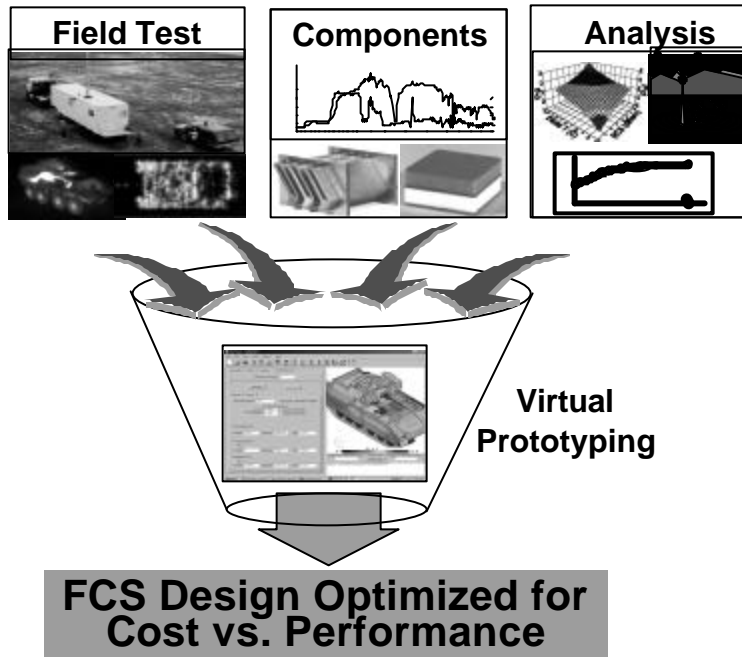 Field Test
Components
Analysis
Virtual
Prototyping
FCS Design Optimized for
Cost vs. Performance